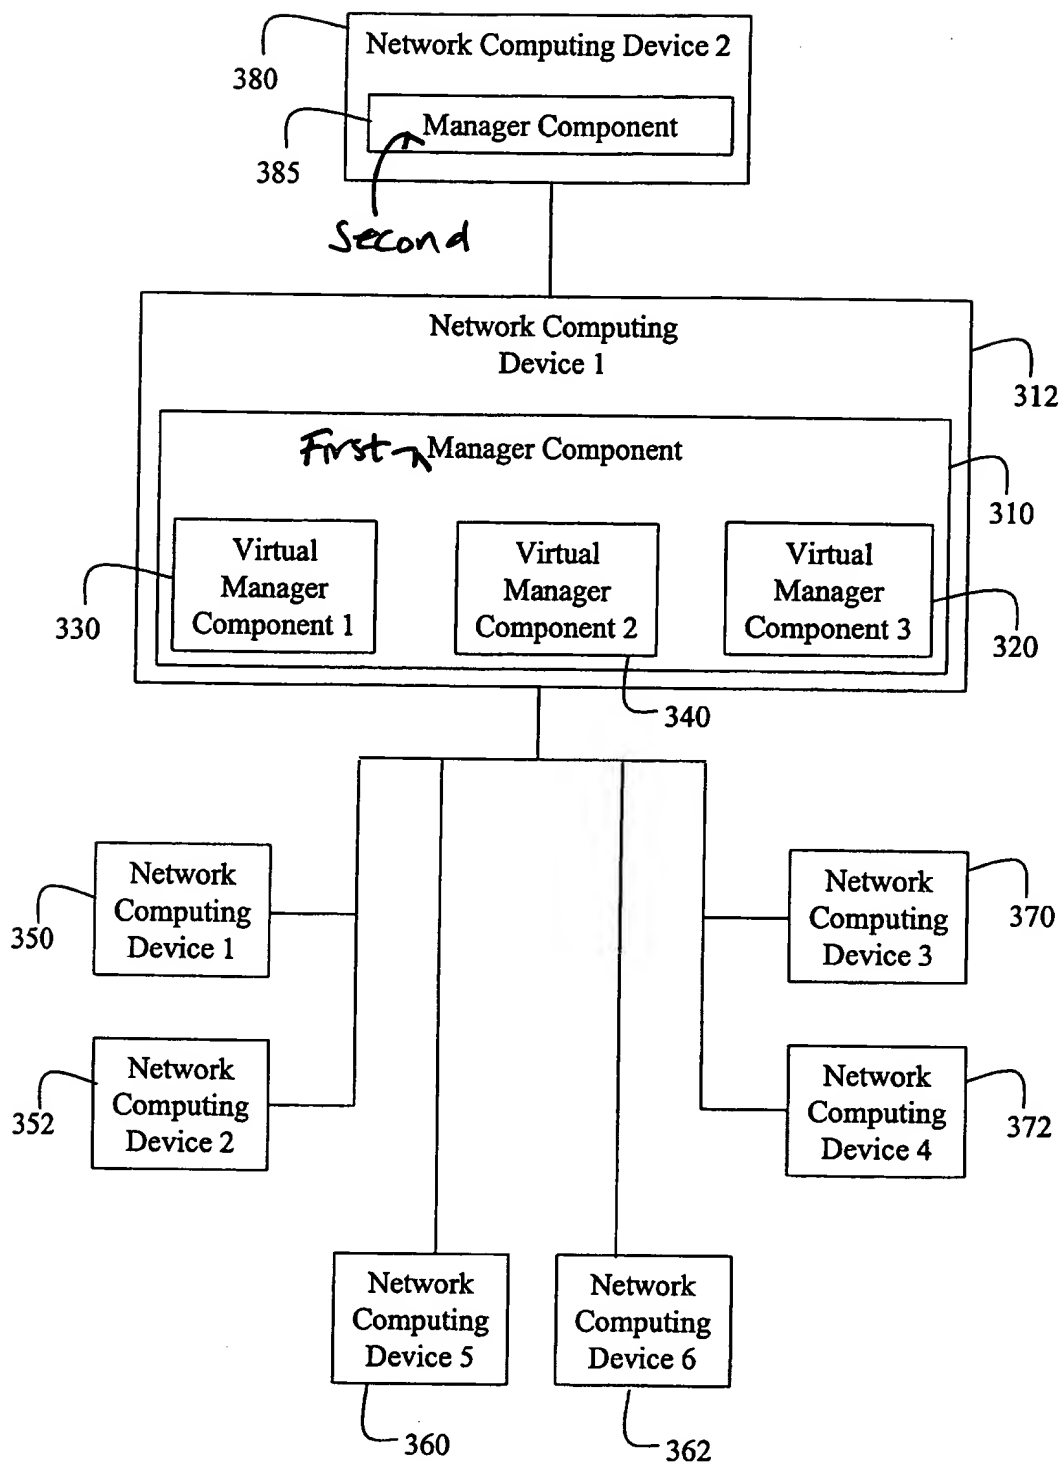 Network Computing Device 2
380
Manager Component
385
Second
Network Computing
Device 1
312
First Manager Component
310
Virtual
Manager
Component 1
330
Virtual
Manager
Component 2
340
Virtual
Manager
Component 3
320
Network
Computing
Device 1
350
Network
Computing
Device 3
370
Network
Computing
Device 2
352
Network
Computing
Device 4
372
Network
Computing
Device 5
360
Network
Computing
Device 6
362